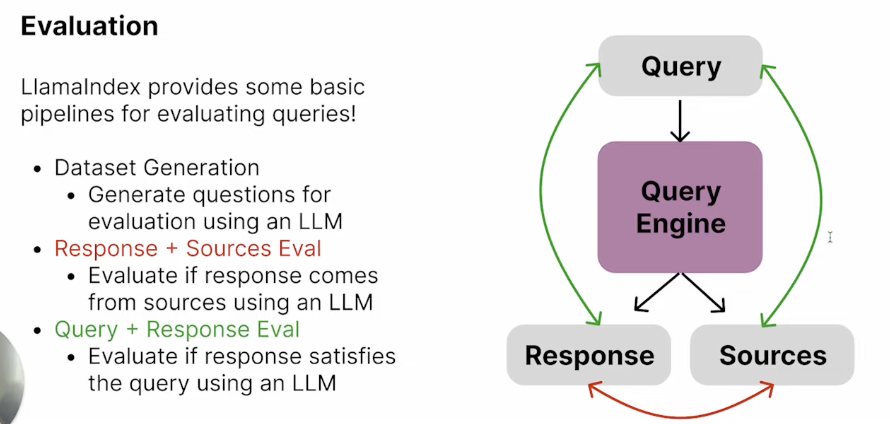 Evaluation
LlamaIndex provides some basic
pipelines for evaluating queries!
• Dataset Generation
• Generate questions for
evaluation using an LLM
• Response + Sources Eval
• Evaluate if response comes
from sources using an LLM
• Query + Response Eval
• Evaluate if response satisfies
the query using an LLM
Query
Query
Engine
Response
Sources